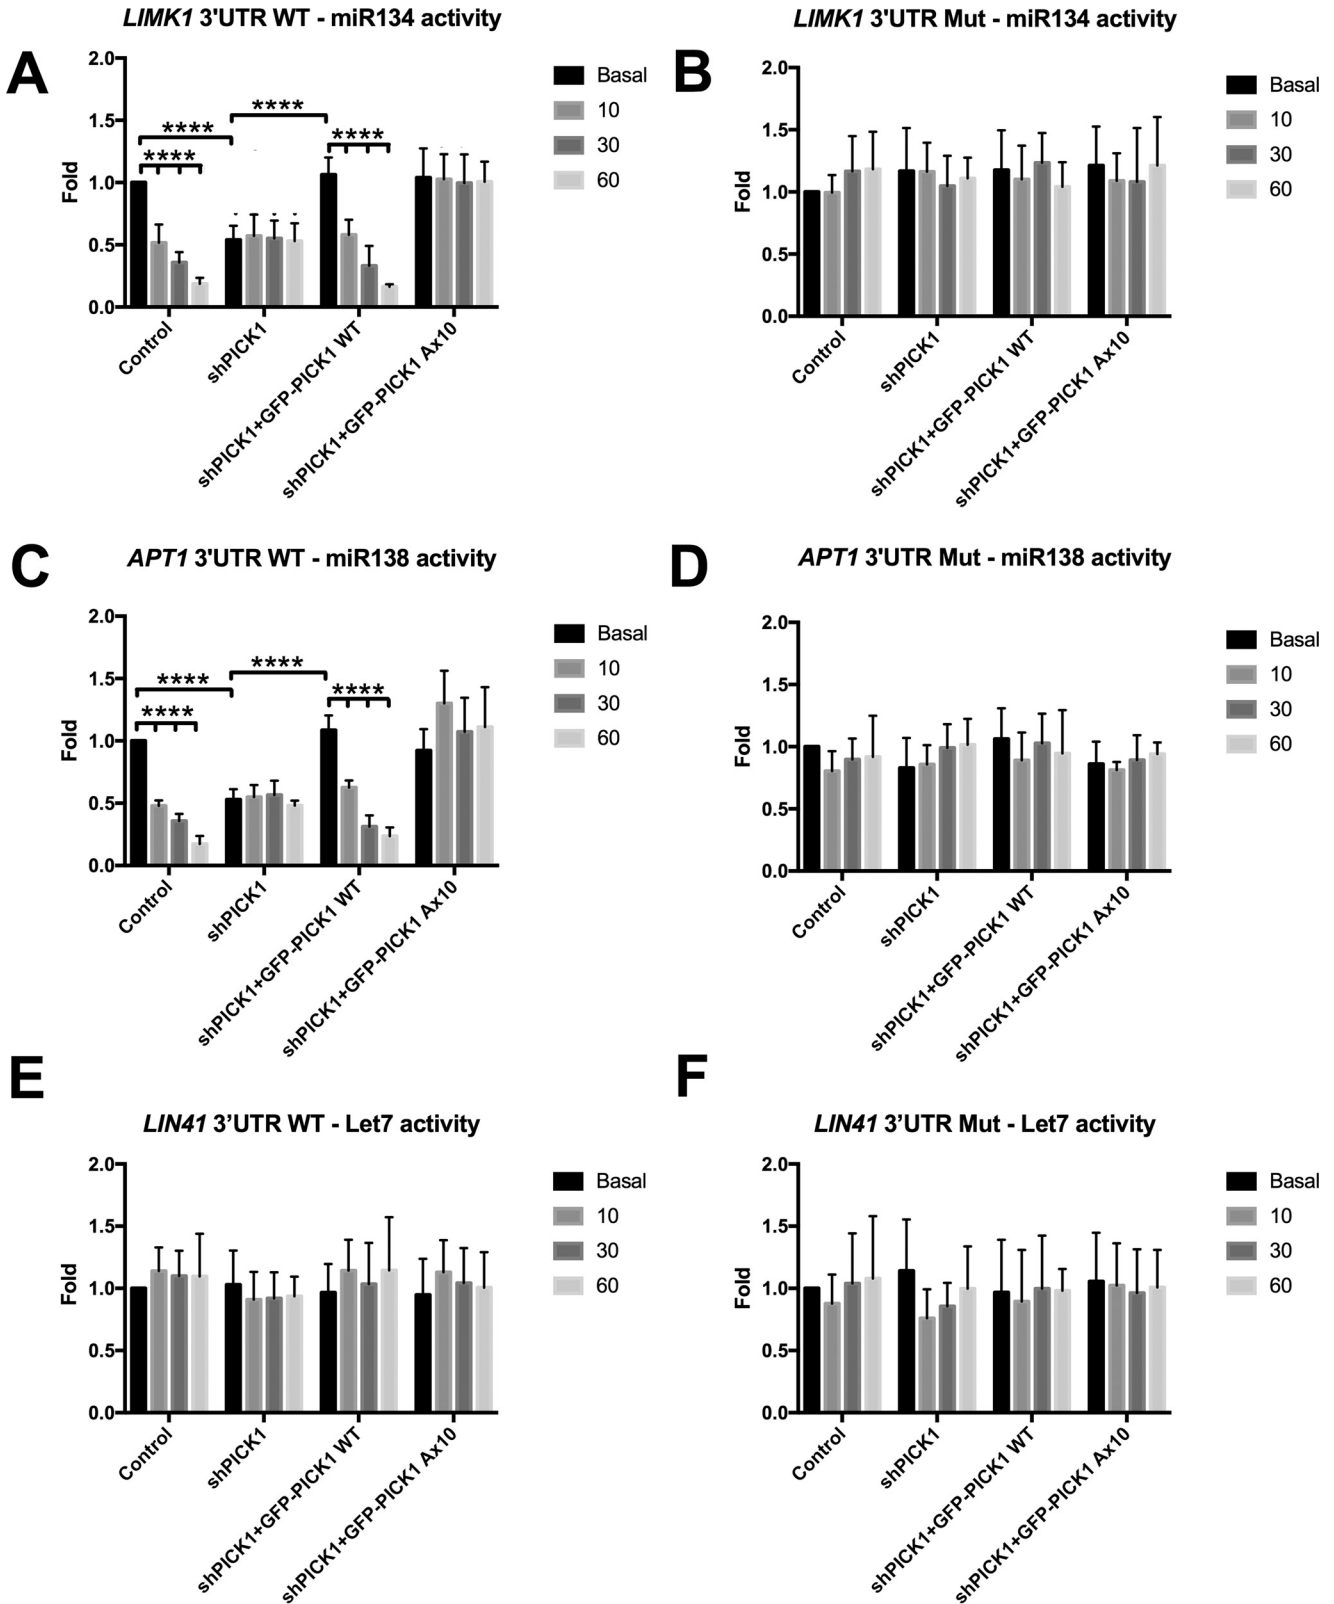 A
LIMK1 3'UTR WT - miR134 activity
Fold
2.0
1.5
1.0
0.5
0.0
****
****
****
****
Basal
10
30
60
Control
shPICK1
shPICK1+GFP-PICK1 WT
shPICK1+GFP-PICK1 Ax10
B
LIMK1 3'UTR Mut - miR134 activity
Fold
2.0
1.5
1.0
0.5
0.0
Basal
10
30
60
Control
shPICK1
shPICK1+GFP-PICK1 WT
shPICK1+GFP-PICK1 Ax10
C
APT1 3'UTR WT - miR138 activity
Fold
2.0
1.5
1.0
0.5
0.0
****
****
****
****
Basal
10
30
60
Control
shPICK1
shPICK1+GFP-PICK1 WT
shPICK1+GFP-PICK1 Ax10
D
APT1 3'UTR Mut - miR138 activity
Fold
2.0
1.5
1.0
0.5
0.0
Basal
10
30
60
Control
shPICK1
shPICK1+GFP-PICK1 WT
shPICK1+GFP-PICK1 Ax10
E
LIN41 3’UTR WT - Let7 activity
Fold
2.0
1.5
1.0
0.5
0.0
Basal
10
30
60
Control
shPICK1
shPICK1+GFP-PICK1 WT
shPICK1+GFP-PICK1 Ax10
F
LIN41 3’UTR Mut - Let7 activity
Fold
2.0
1.5
1.0
0.5
0.0
Basal
10
30
60
Control
shPICK1
shPICK1+GFP-PICK1 WT
shPICK1+GFP-PICK1 Ax10